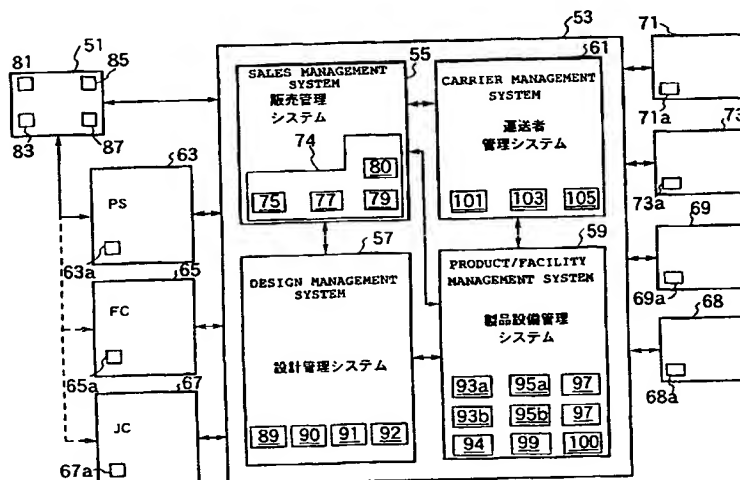 53
51
81
85
83
87
55
SALES MANAGEMENT
SYSTEM
販売管理
システム
74
80
75 77 79
61
CARRIER MANAGEMENT
SYSTEM
運送者
管理システム
101 103 105
71
71a
73
73a
63
PS
63a
65
FC
65a
67
JC
67a
57
DESIGN MANAGEMENT
SYSTEM
設計管理システム
89 90 91 92
59
PRODUCT/FACILITY
MANAGEMENT SYSTEM
製品設備管理
システム
93a 95a 97
93b 95b 97
94 99 100
69
69a
68
68a